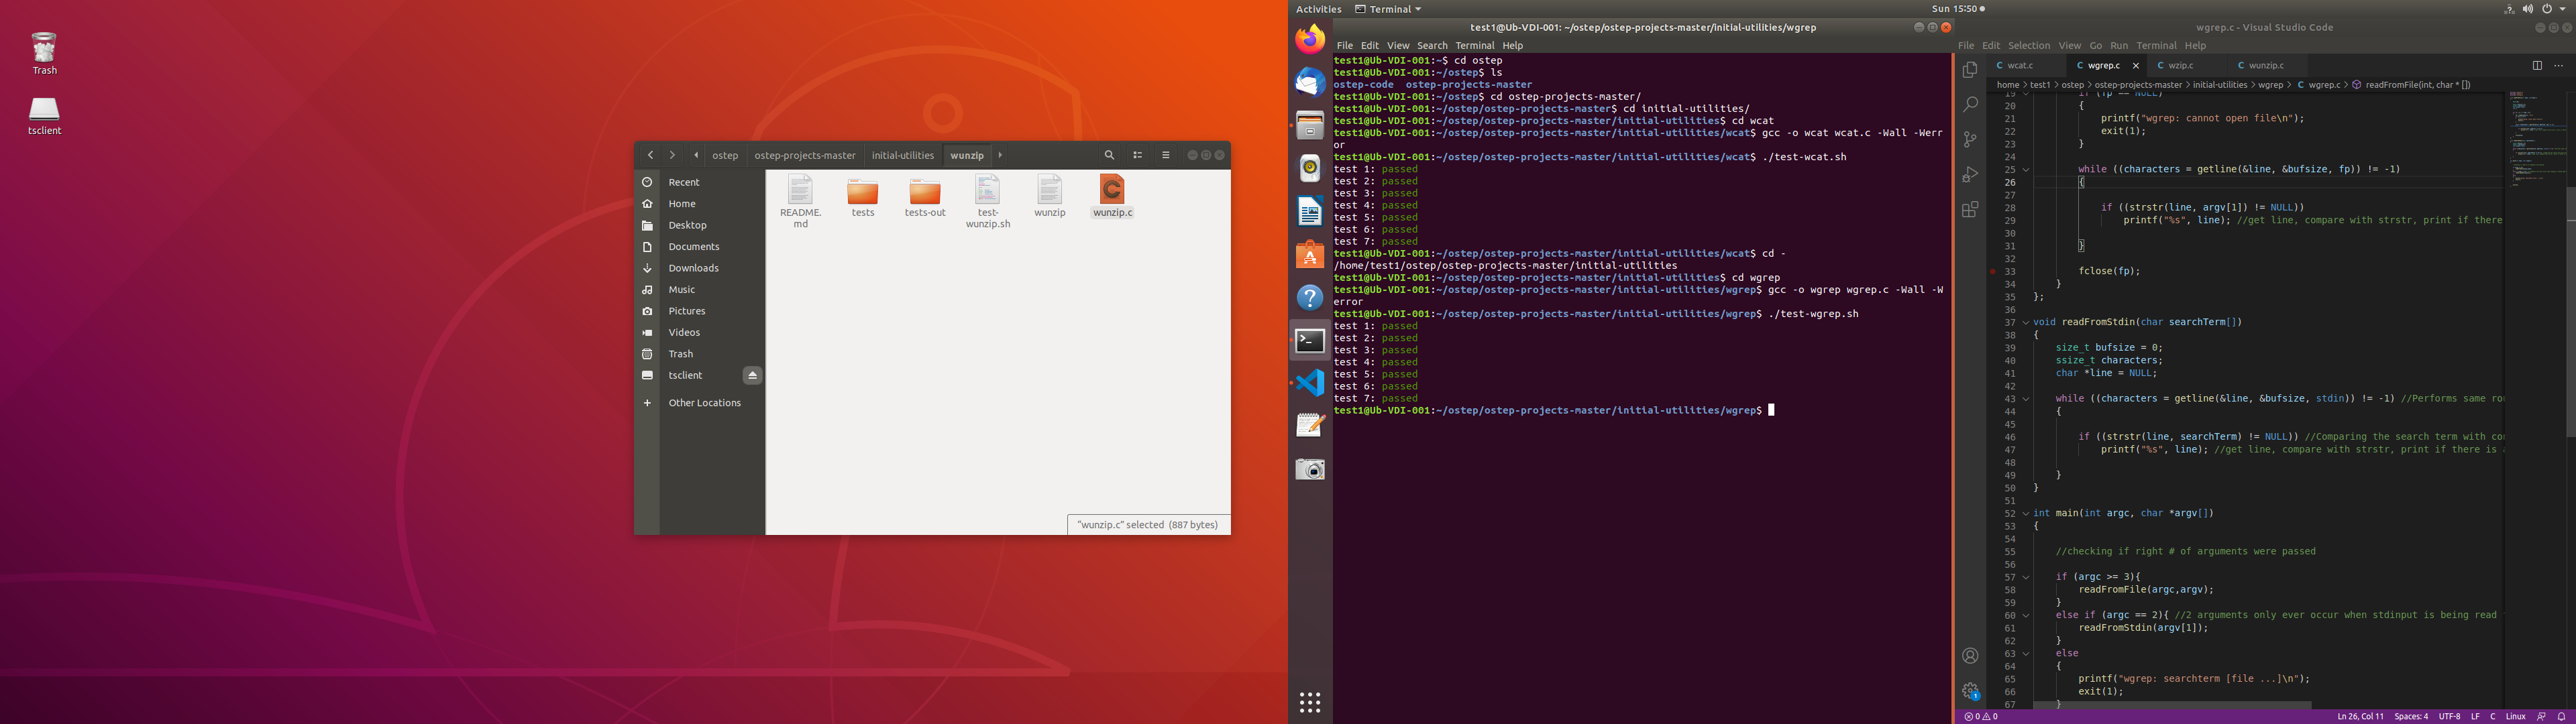 Trash
tsclient
ostep
ostep-projects-master
initial-utilities
wunzip
Recent
Home
Desktop
Documents
Downloads
Music
Pictures
Videos
Trash
tsclient
Other Locations
README.
md
tests
tests-out
test-
wunzip.sh
wunzip
wunzip.c
"wunzip.c" selected (887 bytes)
Activities
Terminal
Sun 15:50
test1@Ub-VDI-001: ~/ostep/ostep-projects-master/initial-utilities/wgrep
File Edit View Search Terminal Help
test1@Ub-VDI-001:~$ cd ostep
test1@Ub-VDI-001:~/ostep$ ls
ostep-code  ostep-projects-master
test1@Ub-VDI-001:~/ostep$ cd ostep-projects-master/
test1@Ub-VDI-001:~/ostep/ostep-projects-master$ cd initial-utilities/
test1@Ub-VDI-001:~/ostep/ostep-projects-master/initial-utilities$ cd wcat
test1@Ub-VDI-001:~/ostep/ostep-projects-master/initial-utilities/wcat$ gcc -o wcat wcat.c -Wall -Werr
or
test1@Ub-VDI-001:~/ostep/ostep-projects-master/initial-utilities/wcat$ ./test-wcat.sh
test 1: passed
test 2: passed
test 3: passed
test 4: passed
test 5: passed
test 6: passed
test 7: passed
test1@Ub-VDI-001:~/ostep/ostep-projects-master/initial-utilities/wcat$ cd -
/home/test1/ostep/ostep-projects-master/initial-utilities
test1@Ub-VDI-001:~/ostep/ostep-projects-master/initial-utilities$ cd wgrep
test1@Ub-VDI-001:~/ostep/ostep-projects-master/initial-utilities/wgrep$ gcc -o wgrep wgrep.c -Wall -W
error
test1@Ub-VDI-001:~/ostep/ostep-projects-master/initial-utilities/wgrep$ ./test-wgrep.sh
test 1: passed
test 2: passed
test 3: passed
test 4: passed
test 5: passed
test 6: passed
test 7: passed
test1@Ub-VDI-001:~/ostep/ostep-projects-master/initial-utilities/wgrep$
wgrep.c - Visual Studio Code
File Edit Selection View Go Run Terminal Help
C wcat.c
C wgrep.c
C wzip.c
C wunzip.c
home > test1 > ostep > ostep-projects-master > initial-utilities > wgrep > C wgrep.c > readFromFile(int, char * [])
19 if (fp == NULL)
20 {
21 printf("wgrep: cannot open file\n");
22 exit(1);
23 }
24
25 while ((characters = getline(&line, &bufsize, fp)) != -1)
26 {
27
28 if ((strstr(line, argv[1]) != NULL))
29 printf("%s", line); //get line, compare with strstr, print if there
30
31 }
32
33 fclose(fp);
34 }
35 };
36
37 void readFromStdin(char searchTerm[])
38 {
39 size_t bufsize = 0;
40 ssize_t characters;
41 char *line = NULL;
42
43 while ((characters = getline(&line, &bufsize, stdin)) != -1) //Performs same rou
44 {
45
46 if ((strstr(line, searchTerm) != NULL)) //Comparing the search term with co
47 printf("%s", line); //get line, compare with strstr, print if there is
48
49 }
50 }
51
52 int main(int argc, char *argv[])
53 {
54
55 //checking if right # of arguments were passed
56
57 if (argc >= 3){
58 readFromFile(argc,argv);
59 }
60 else if (argc == 2){ //2 arguments only ever occur when stdinput is being read
61 readFromStdin(argv[1]);
62 }
63 else
64 {
65 printf("wgrep: searchterm [file ...]\n");
66 exit(1);
67 }
0 0
Ln 26, Col 11
Spaces: 4
UTF-8
LF
C
Linux